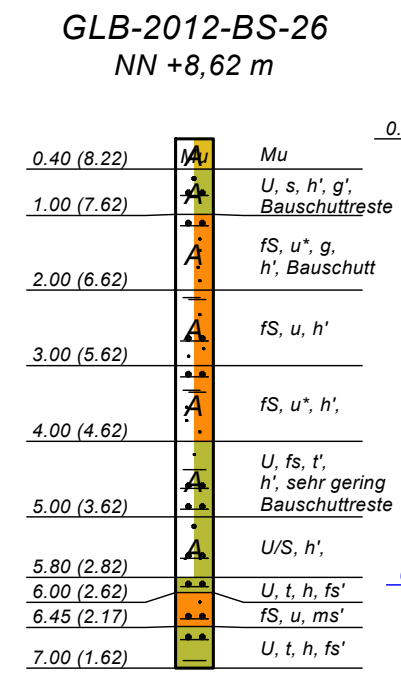 GLB-2012-BS-26
NN +8,62 m
0.
0.40 (8.22) Mu Mu
A
A
1.00 (7.62) U, s, h', g',
Bauschuttreste
A
2.00 (6.62) fS, u*, g,
h', Bauschutt
A
3.00 (5.62) fS, u, h'
A
4.00 (4.62) fS, u*, h',
A
5.00 (3.62) U, fs, t',
h', sehr gering
Bauschuttreste
A
5.80 (2.82) U/S, h',
6.00 (2.62) U, t, h, fs'
6.45 (2.17) fS, u, ms'
7.00 (1.62) U, t, h, fs'